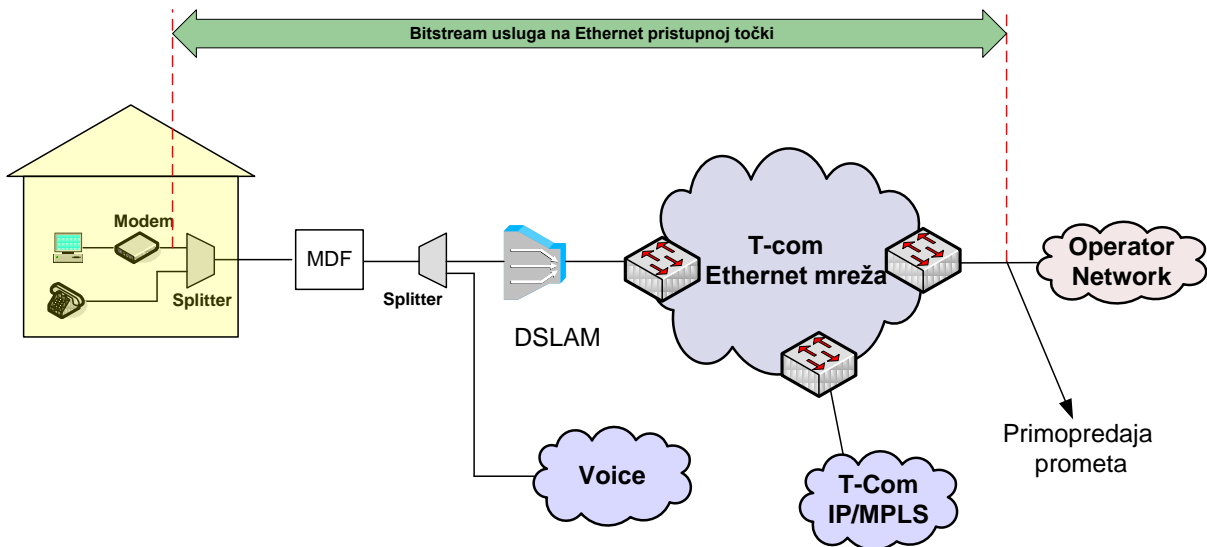 Bitstream usluga na Ethernet pristupnoj točki
Modem
Splitter
MDF
Splitter
DSLAM
T-com
Ethernet mreža
Operator
Network
Voice
T-Com
IP/MPLS
Primopredaja
prometa